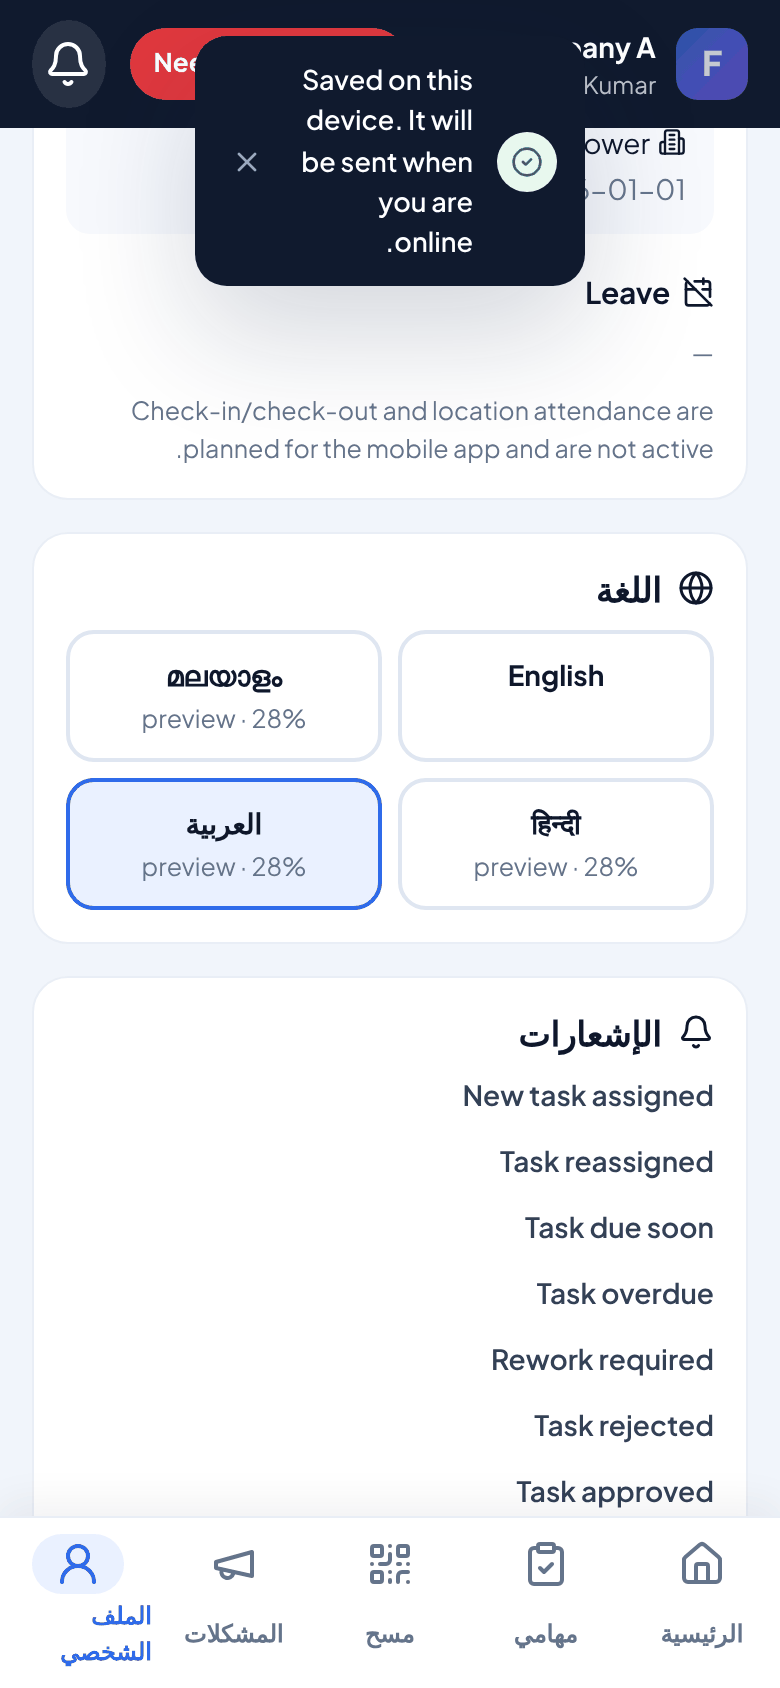 F
any A
Kumar
Nee
Saved on this
device. It will
be sent when
you are
.online
ower
–01–01
Leave
—
Check-in/check-out and location attendance are
.planned for the mobile app and are not active
اللغة
English
മലയാളം
preview · 28%
हिन्दी
preview · 28%
العربية
preview · 28%
الإشعارات
New task assigned
Task reassigned
Task due soon
Task overdue
Rework required
Task rejected
Task approved
الرئيسية
مهامي
مسح
المشكلات
الملف
الشخصي